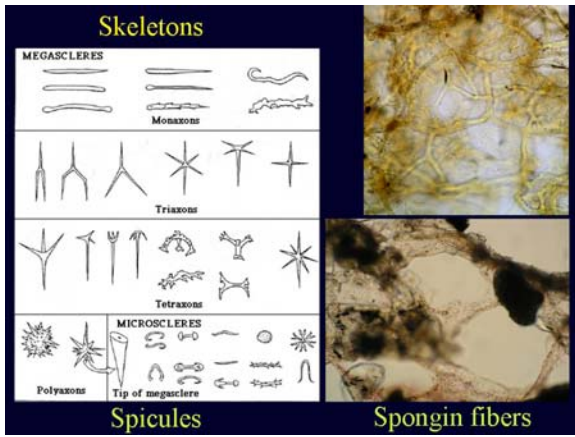 Skeletons
MEGASCLERES
Monaxons
Triaxons
Tetraxons
MICROSCLERES
Polyaxons
Tip of megasclere
Spicules
Spongin fibers